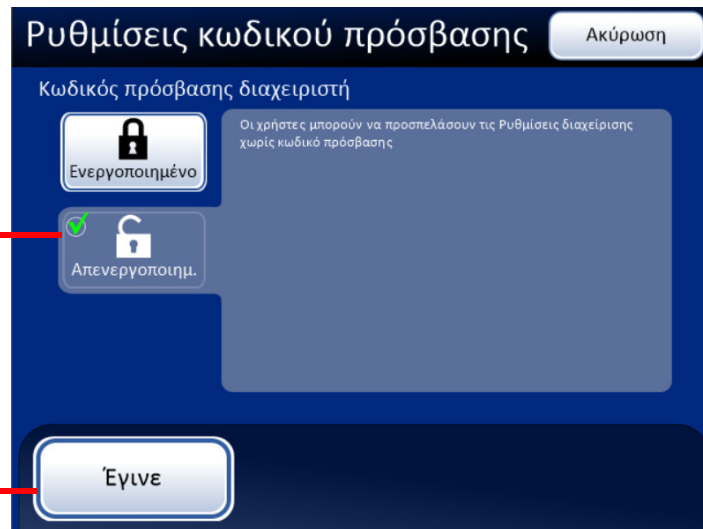 Ρυθμίσεις κωδικού πρόσβασης
Ακύρωση
Κωδικός πρόσβασης διαχειριστή
Ενεργοποιημένο
Οι χρήστες μπορούν να προσπελάσουν τις Ρυθμίσεις διαχείρισης
χωρίς κωδικό πρόσβασης
Απενεργοποιημ.
Έγινε